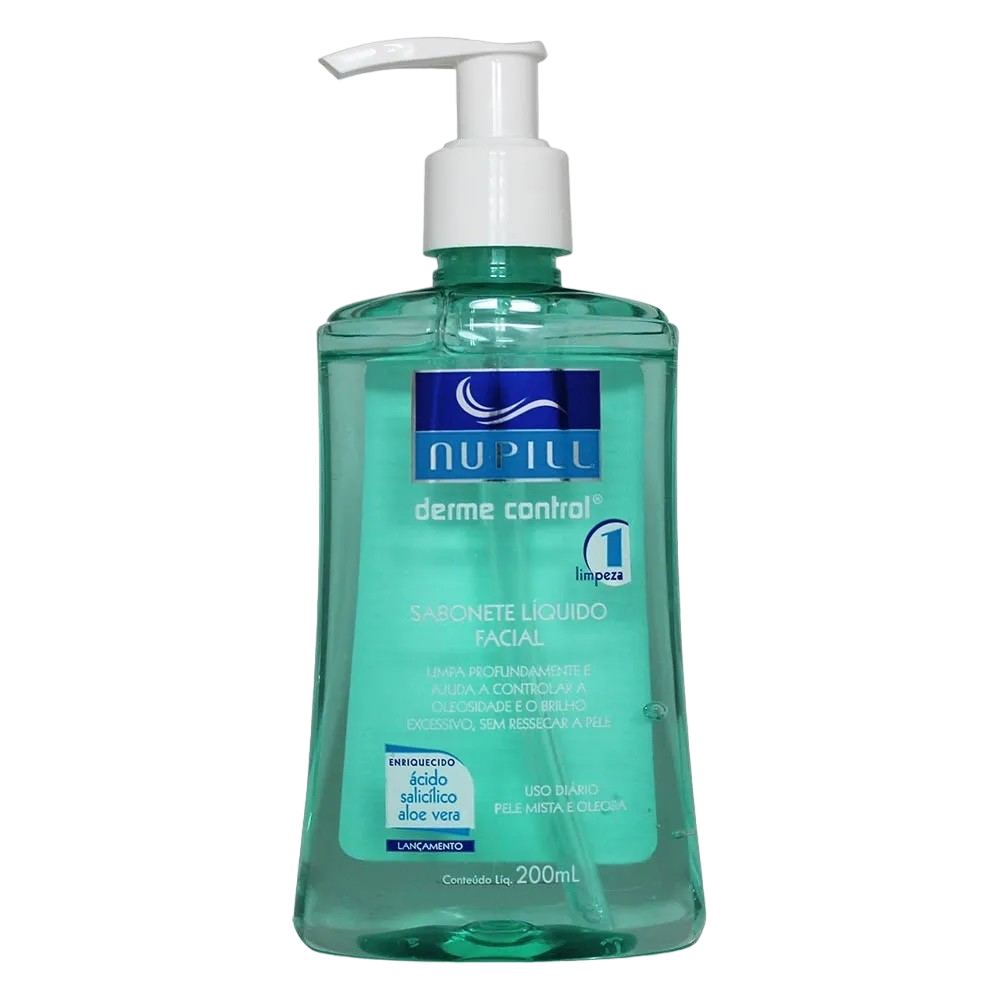 NUPILL
derme control®
1
limpeza
SABONETE LÍQUIDO
FACIAL
LIMPA PROFUNDAMENTE E
AJUDA A CONTROLAR A
OLEOSIDADE E O BRILHO
EXCESSIVO, SEM RESSECAR A PELE
ENRIQUECIDO
ácido
salicílico
aloe vera
LANÇAMENTO
USO DIÁRIO
PELE MISTA E OLEOSA
Conteúdo Líq. 200mL